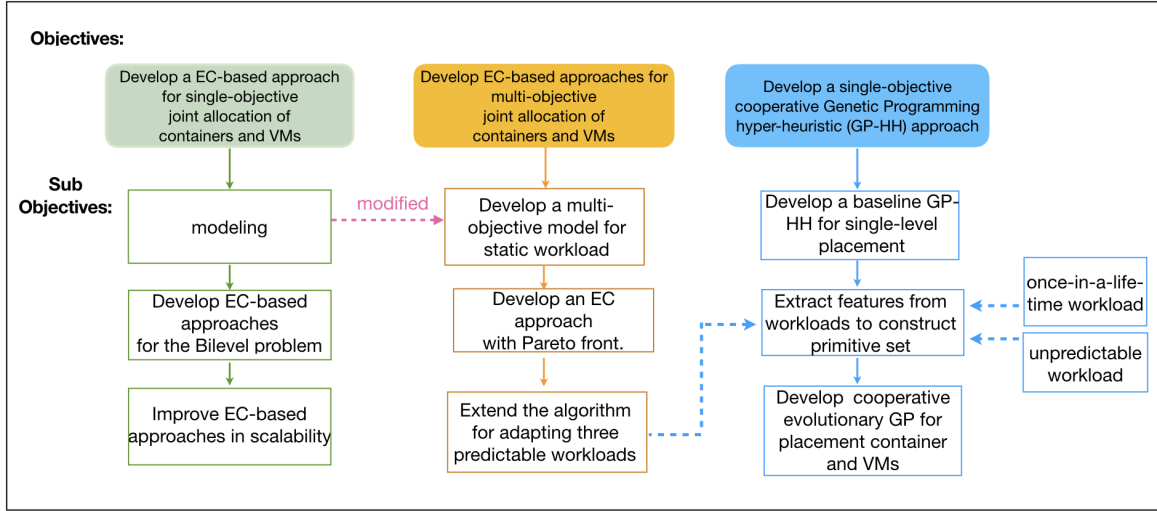 Objectives:
Develop a EC-based approach
for single-objective
joint allocation of
containers and VMs
Develop EC-based approaches for
multi-objective
joint allocation of
containers and VMs
Develop a single-objective
cooperative Genetic Programming
hyper-heuristic (GP-HH) approach
Sub
Objectives:
modeling
modified
Develop a multi-
objective model for
static workload
Develop a baseline GP-
HH for single-level
placement
Develop EC-based
approaches
for the Bilevel problem
Develop an EC
approach
with Pareto front.
Extract features from
workloads to construct
primitive set
once-in-a-life-
time workload
unpredictable
workload
Improve EC-based
approaches in scalability
Extend the algorithm
for adapting three
predictable workloads
Develop cooperative
evolutionary GP for
placement container
and VMs